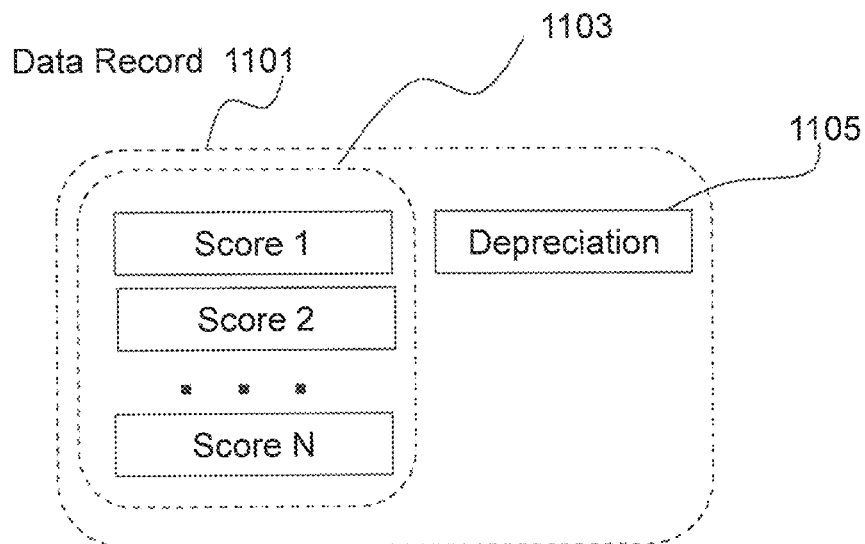 1103
Data Record 1101
1105
Score 1
Depreciation
Score 2
. . .
Score N